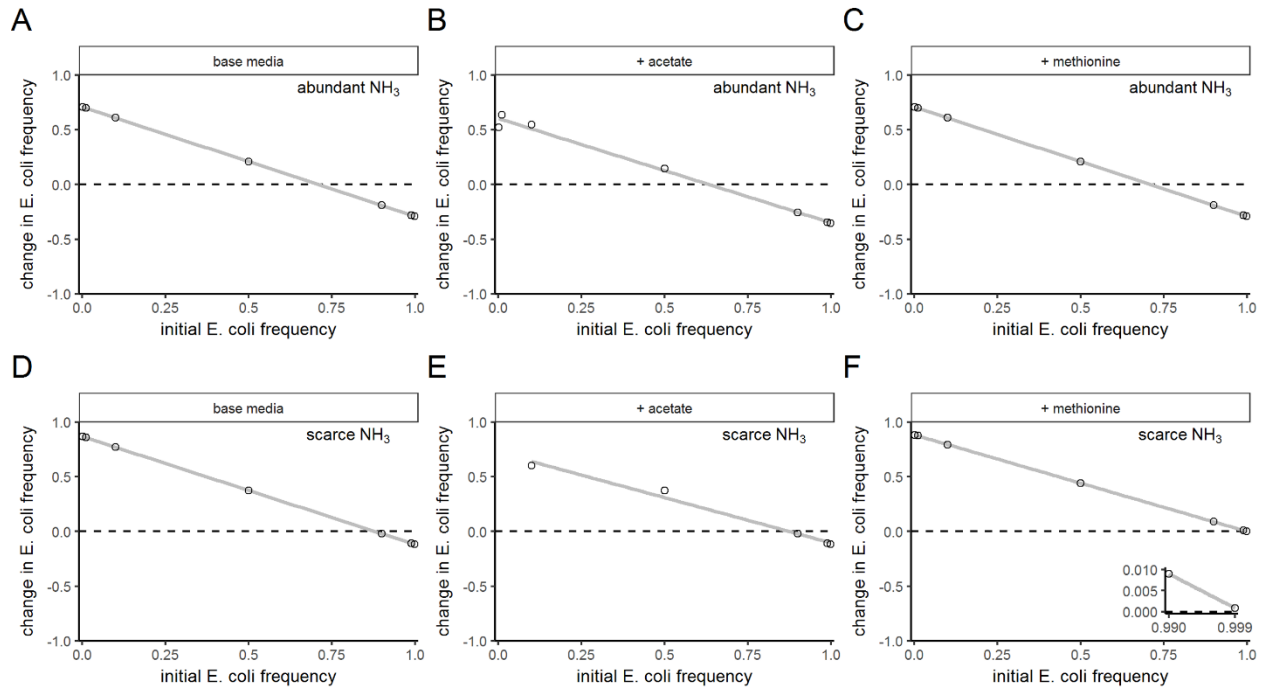 A
base media
abundant NH3
1.0
0.5
0.0
-0.5
-1.0
change in E. coli frequency
0.0 0.25 0.5 0.75 1.0
initial E. coli frequency
B
+ acetate
abundant NH3
1.0
0.5
0.0
-0.5
-1.0
change in E. coli frequency
0.0 0.25 0.5 0.75 1.0
initial E. coli frequency
C
+ methionine
abundant NH3
1.0
0.5
0.0
-0.5
-1.0
change in E. coli frequency
0.0 0.25 0.5 0.75 1.0
initial E. coli frequency
D
base media
scarce NH3
1.0
0.5
0.0
-0.5
-1.0
change in E. coli frequency
0.0 0.25 0.5 0.75 1.0
initial E. coli frequency
E
+ acetate
scarce NH3
1.0
0.5
0.0
-0.5
-1.0
change in E. coli frequency
0.0 0.25 0.5 0.75 1.0
initial E. coli frequency
F
+ methionine
scarce NH3
1.0
0.5
0.0
-0.5
-1.0
change in E. coli frequency
0.010
0.005
0.000
0.990 0.999
0.0 0.25 0.5 0.75 1.0
initial E. coli frequency